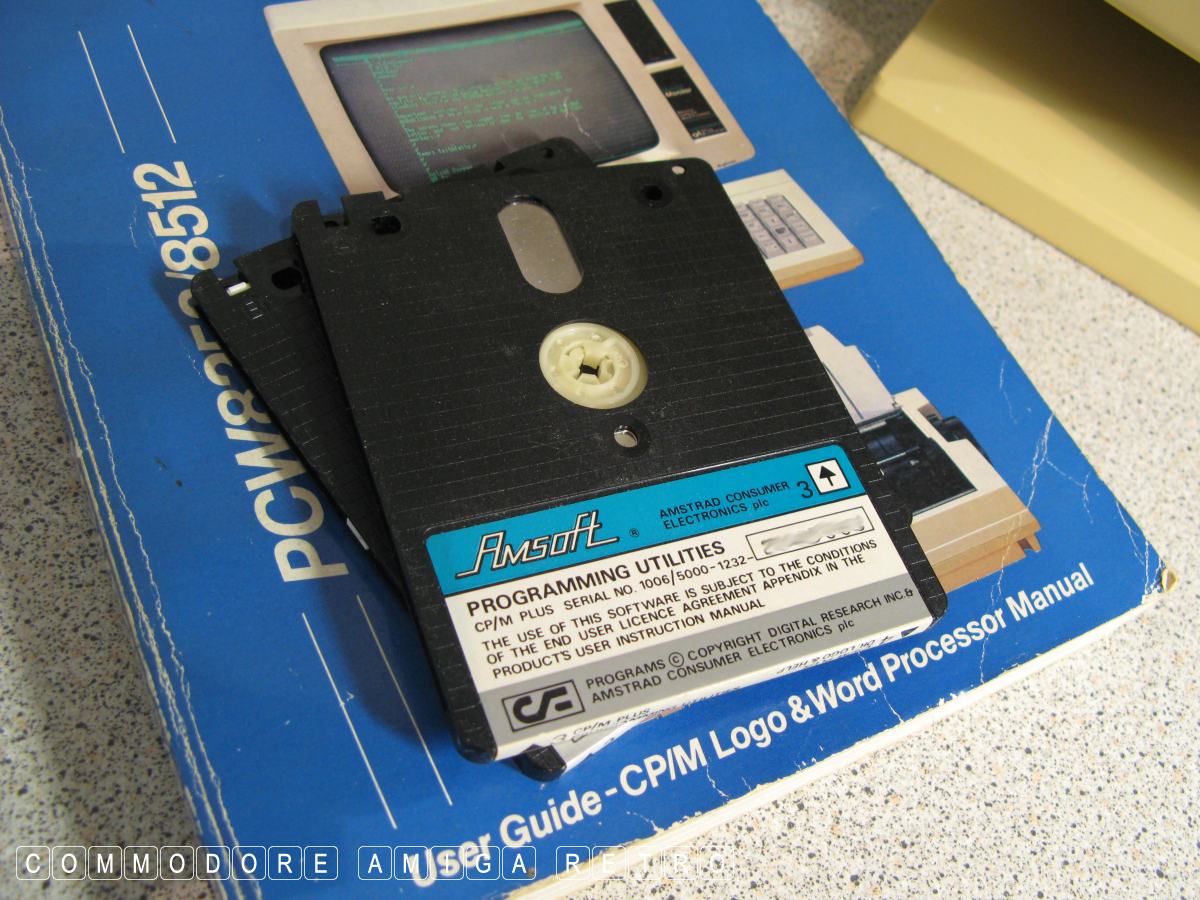 PCW8256/8512
Amsoft ®
AMSTRAD CONSUMER
ELECTRONICS plc
3
PROGRAMMING UTILITIES
CP/M PLUS SERIAL NO. 1006/5000-1232-
THE USE OF THIS SOFTWARE IS SUBJECT TO THE CONDITIONS
OF THE END USER LICENCE AGREEMENT APPENDIX IN THE
PRODUCT'S USER INSTRUCTION MANUAL
PROGRAMS © COPYRIGHT DIGITAL RESEARCH INC.&
AMSTRAD CONSUMER ELECTRONICS plc
CP/M PLUS
User Guide - CP/M Logo & Word Processor Manual
COMMODORE AMIGA RETRO